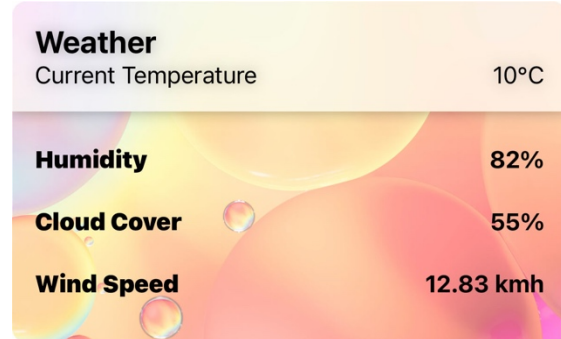 Weather
Current Temperature 10°C
Humidity 82%
Cloud Cover 55%
Wind Speed 12.83 kmh